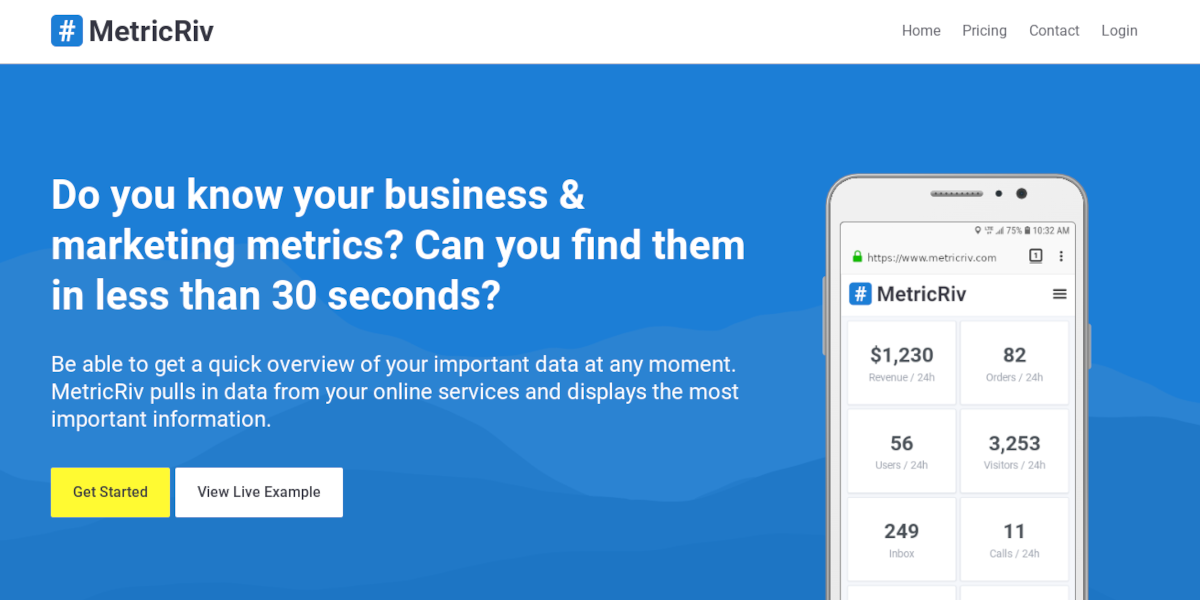 # MetricRiv
Home Pricing Contact Login
Do you know your business &
marketing metrics? Can you find them
in less than 30 seconds?
Be able to get a quick overview of your important data at any moment.
MetricRiv pulls in data from your online services and displays the most
important information.
Get Started View Live Example
LTE 75% 10:32 AM
https://www.metricriv.com 1
# MetricRiv
$1,230 82
Revenue / 24h Orders / 24h
56 3,253
Users / 24h Visitors / 24h
249 11
Inbox Calls / 24h